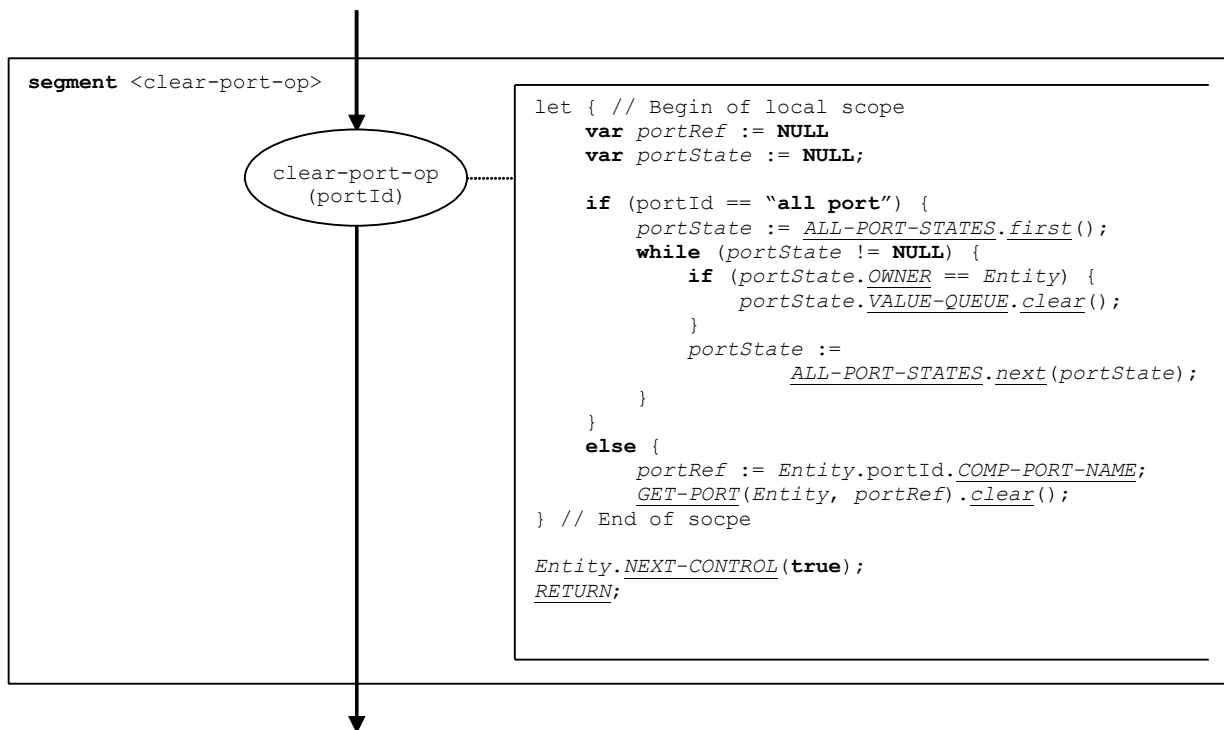 segment <clear-port-op>
clear-port-op
(portId)
let { // Begin of local scope
var portRef := NULL
var portState := NULL;
if (portId == “all port”) {
portState := ALL-PORT-STATES.first();
while (portState != NULL) {
if (portState.OWNER == Entity) {
portState.VALUE-QUEUE.clear();
}
portState :=
ALL-PORT-STATES.next(portState);
}
}
else {
portRef := Entity.portId.COMP-PORT-NAME;
GET-PORT(Entity, portRef).clear();
} // End of socpe
Entity.NEXT-CONTROL(true);
RETURN;